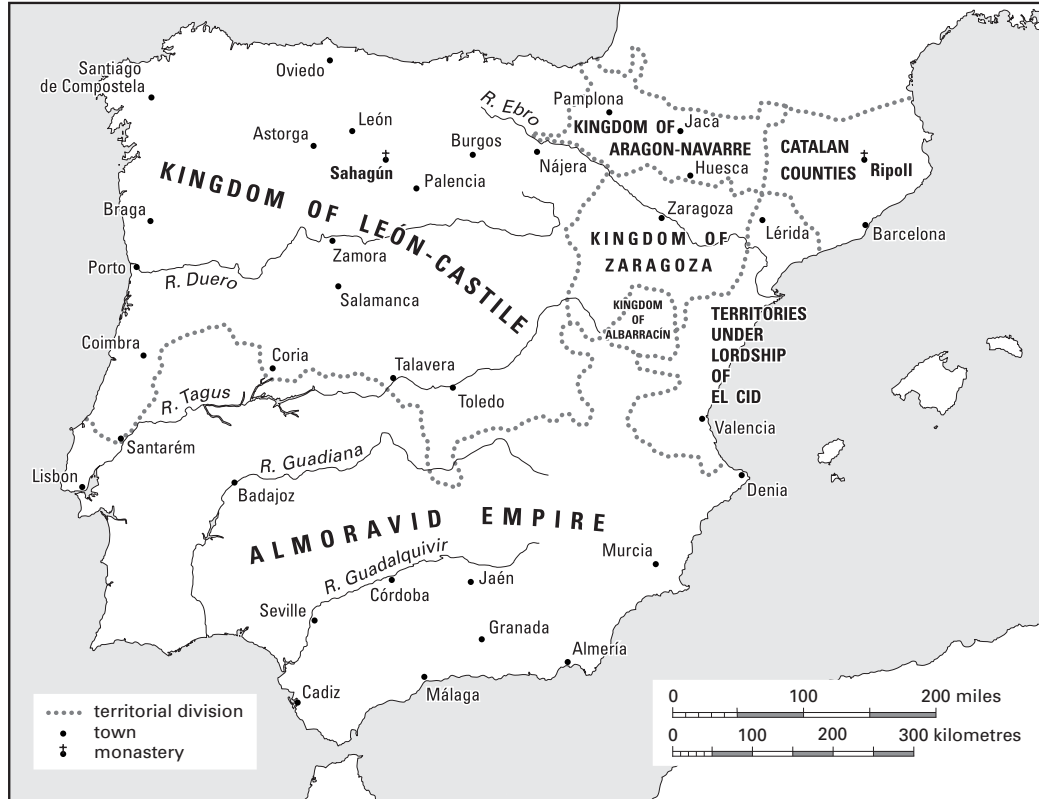 Santiago
de Compostela
Oviedo
León
Astorga
Sahagún
Burgos
Palencia
R. Ebro
Nájera
Pamplona
KINGDOM OF
ARAGON-NAVARRE
Jaca
Huesca
CATALAN
COUNTIES
Ripoll
KINGDOM OF LEÓN-CASTILE
Braga
Porto
R. Duero
Zamora
Salamanca
Zaragoza
KINGDOM OF
ZARAGOZA
Lérida
Barcelona
KINGDOM
OF
ALBARRACÍN
TERRITORIES
UNDER
LORDSHIP
OF
EL CID
Coimbra
Coria
Talavera
R. Tagus
Toledo
Santarém
Valencia
Lisbon
R. Guadiana
Badajoz
Denia
ALMORAVID EMPIRE
Murcia
R. Guadalquivir
Córdoba
Jaén
Seville
Granada
Almería
Cadiz
Málaga
territorial division
town
monastery
0 100 200 miles
0 100 200 300 kilometres